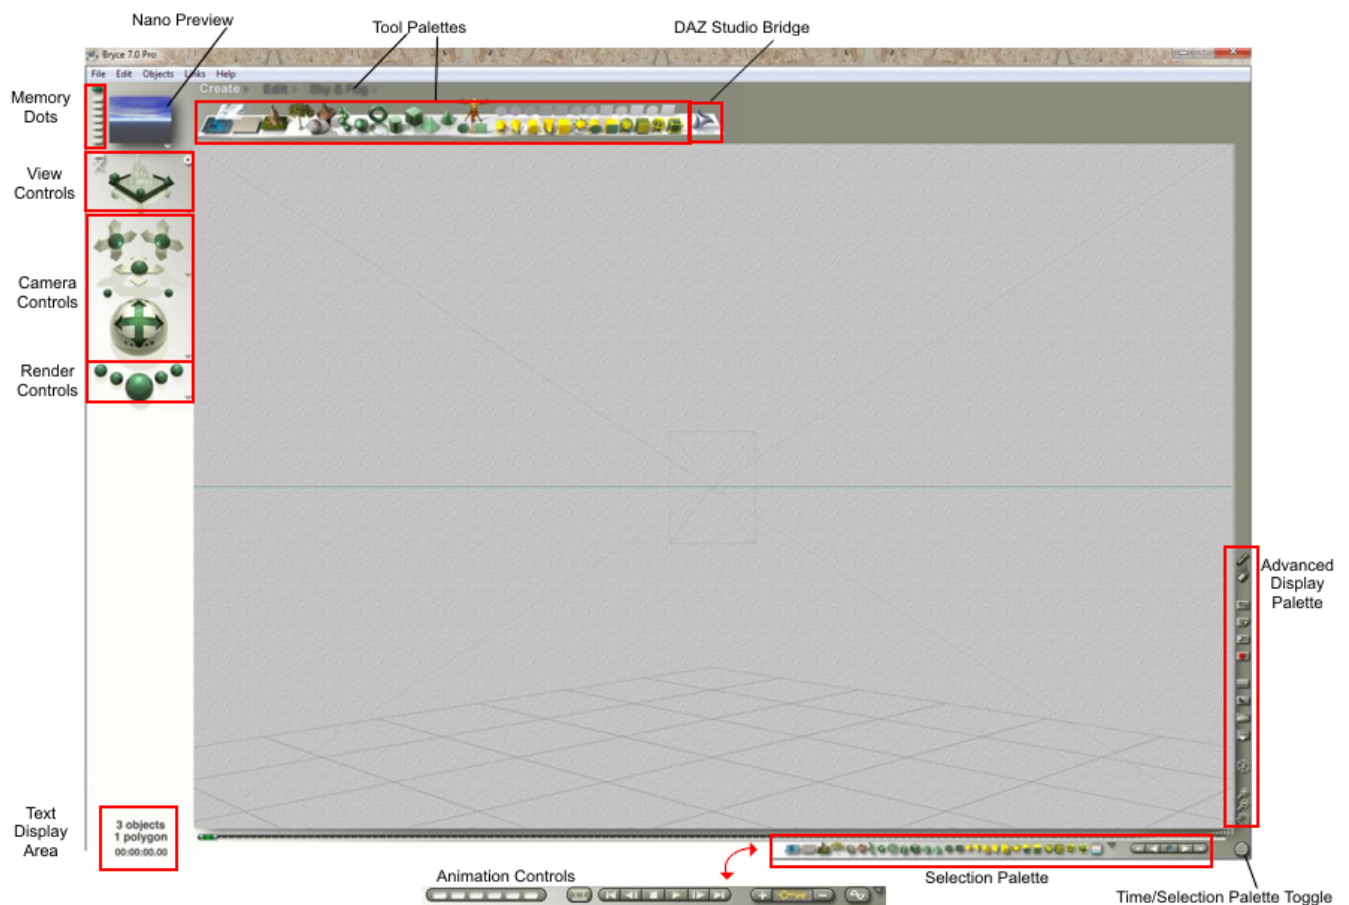 Nano Preview
Tool Palettes
DAZ Studio Bridge
Bryce 7.0 Pro
File Edit Objects Links Help
Create Edit Sky & Fog
Memory
Dots
View
Controls
Camera
Controls
Render
Controls
Advanced
Display
Palette
Text
Display
Area
3 objects
1 polygon
00:00:00.00
Animation Controls
Selection Palette
Time/Selection Palette Toggle